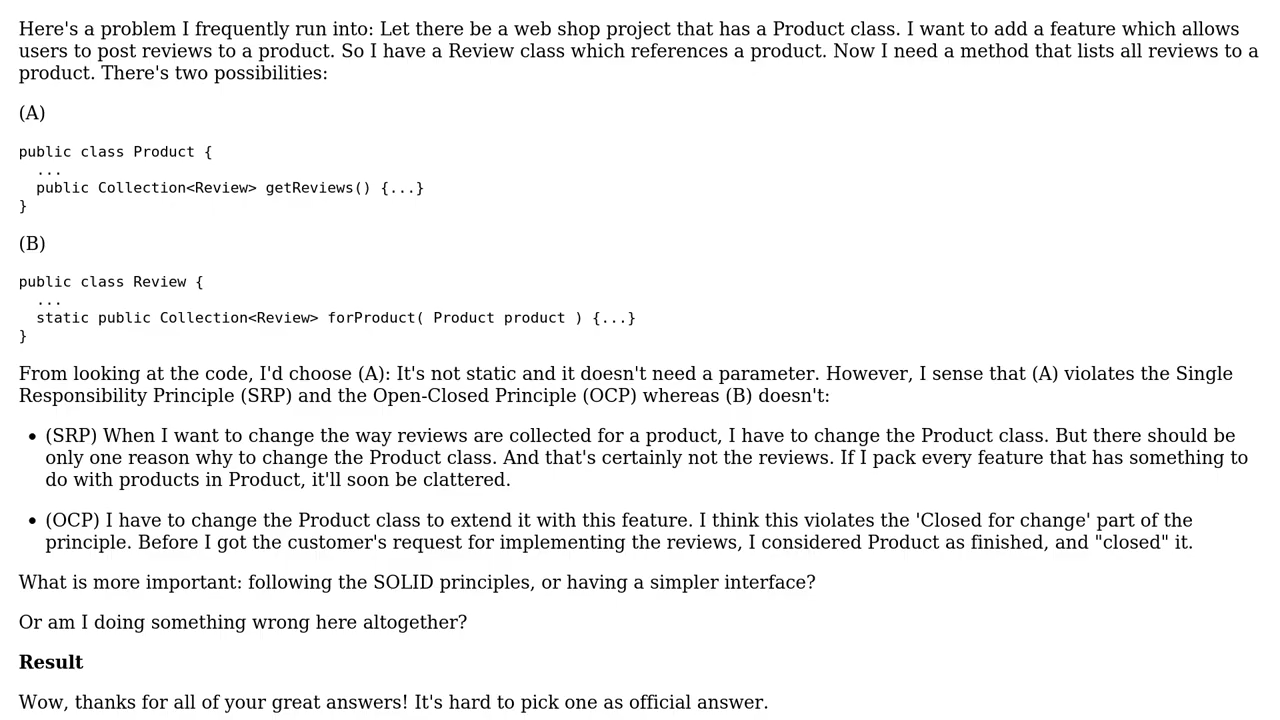 Here's a problem I frequently run into: Let there be a web shop project that has a Product class. I want to add a feature which allows
users to post reviews to a product. So I have a Review class which references a product. Now I need a method that lists all reviews to a
product. There's two possibilities:
(A)
public class Product {
  ...
  public Collection<Review> getReviews() {...}
}
(B)
public class Review {
  ...
  static public Collection<Review> forProduct( Product product ) {...}
}
From looking at the code, I'd choose (A): It's not static and it doesn't need a parameter. However, I sense that (A) violates the Single
Responsibility Principle (SRP) and the Open-Closed Principle (OCP) whereas (B) doesn't:
• (SRP) When I want to change the way reviews are collected for a product, I have to change the Product class. But there should be
only one reason why to change the Product class. And that's certainly not the reviews. If I pack every feature that has something to
do with products in Product, it'll soon be clattered.
• (OCP) I have to change the Product class to extend it with this feature. I think this violates the 'Closed for change' part of the
principle. Before I got the customer's request for implementing the reviews, I considered Product as finished, and "closed" it.
What is more important: following the SOLID principles, or having a simpler interface?
Or am I doing something wrong here altogether?
Result
Wow, thanks for all of your great answers! It's hard to pick one as official answer.